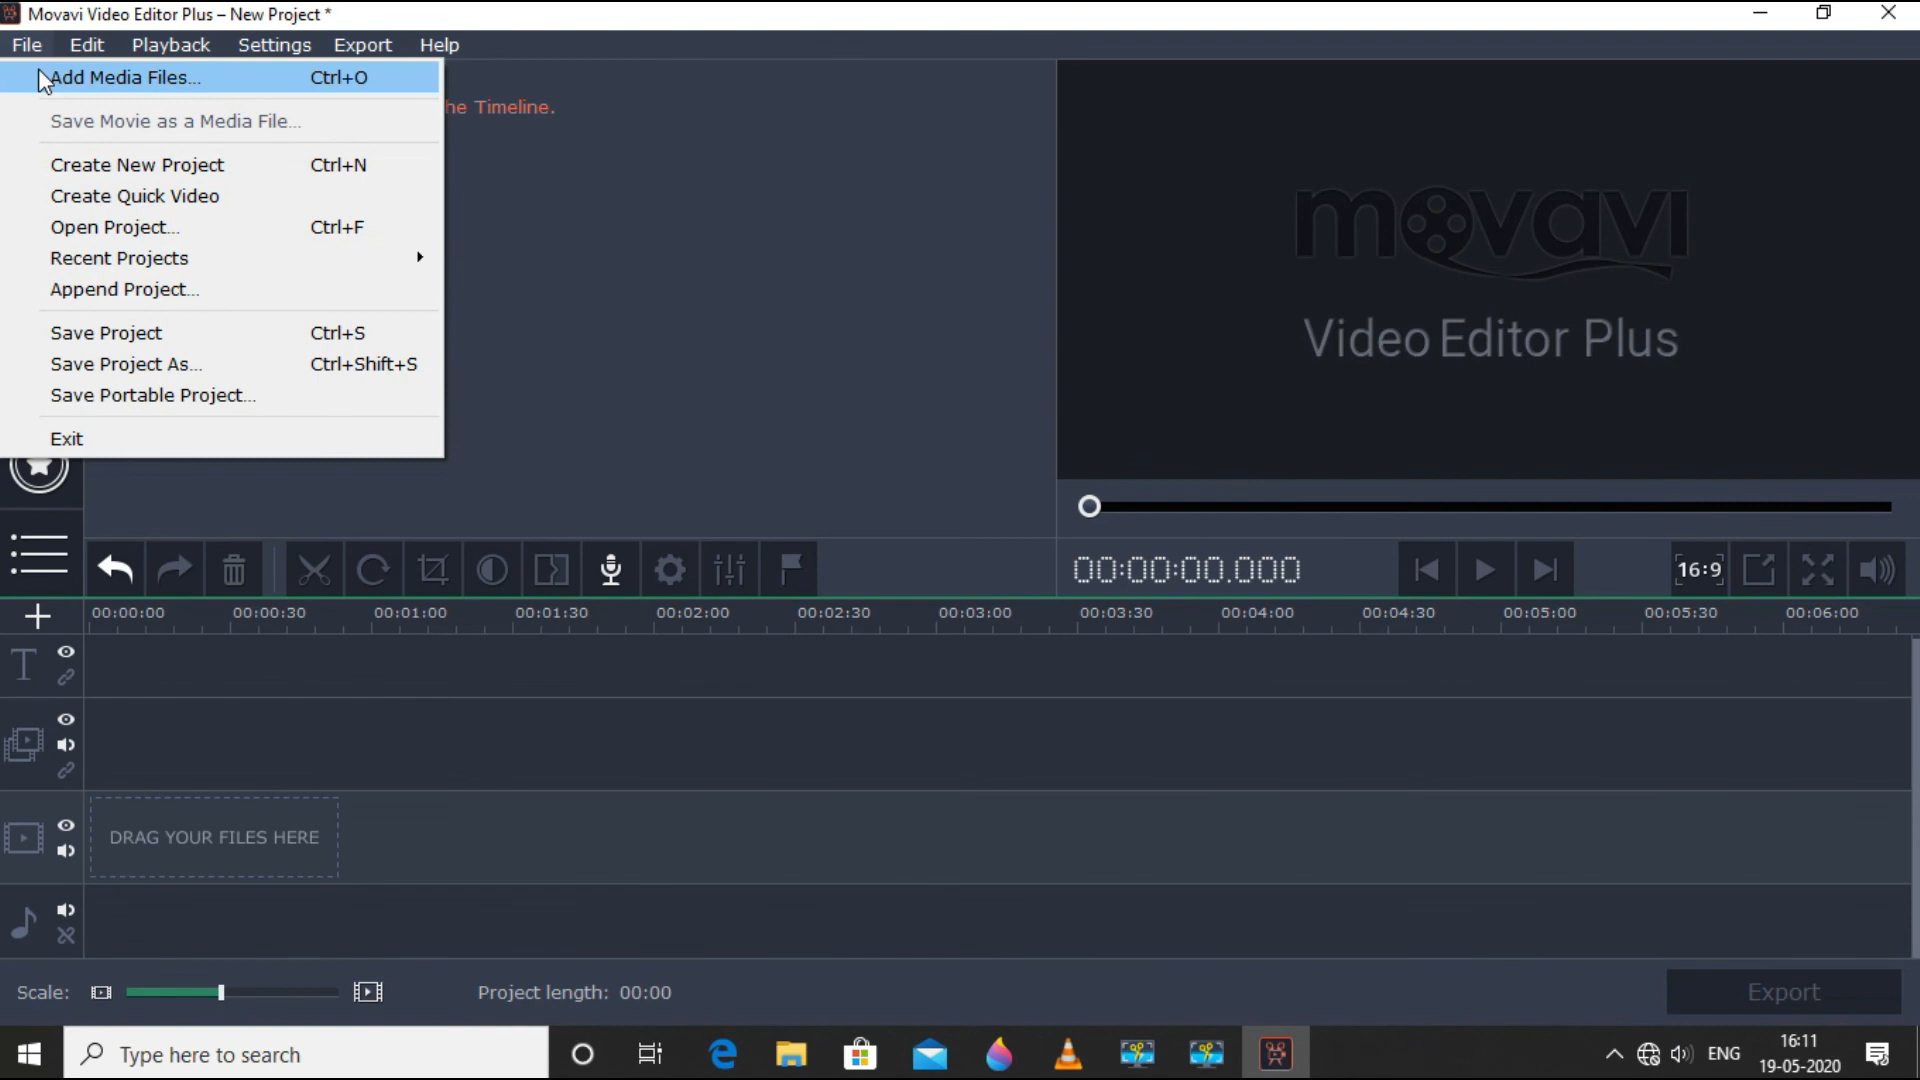 Movavi Video Editor Plus – New Project *
File Edit Playback Settings Export Help
Add Media Files... Ctrl+O
he Timeline.
Save Movie as a Media File...
Create New Project Ctrl+N
Create Quick Video
Open Project... Ctrl+F
Recent Projects
Append Project...
Save Project Ctrl+S
Save Project As... Ctrl+Shift+S
Save Portable Project...
Exit
movavi
Video Editor Plus
00:00:00.000
16:9
00:00:00 00:00:30 00:01:00 00:01:30 00:02:00 00:02:30 00:03:00 00:03:30 00:04:00 00:04:30 00:05:00 00:05:30 00:06:00
T
DRAG YOUR FILES HERE
Scale: Project length: 00:00 Export
Type here to search
ENG
16:11
19-05-2020